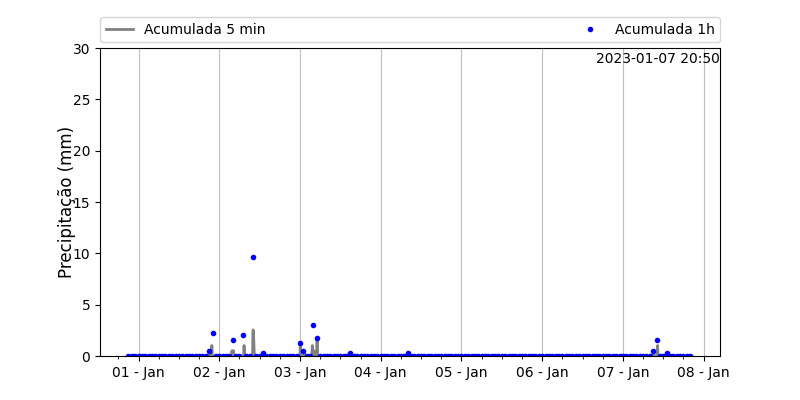 Acumulada 5 min
Acumulada 1h
2023-01-07 20:50
Precipitação (mm)
30
25
20
15
10
5
0
01 - Jan
02 - Jan
03 - Jan
04 - Jan
05 - Jan
06 - Jan
07 - Jan
08 - Jan